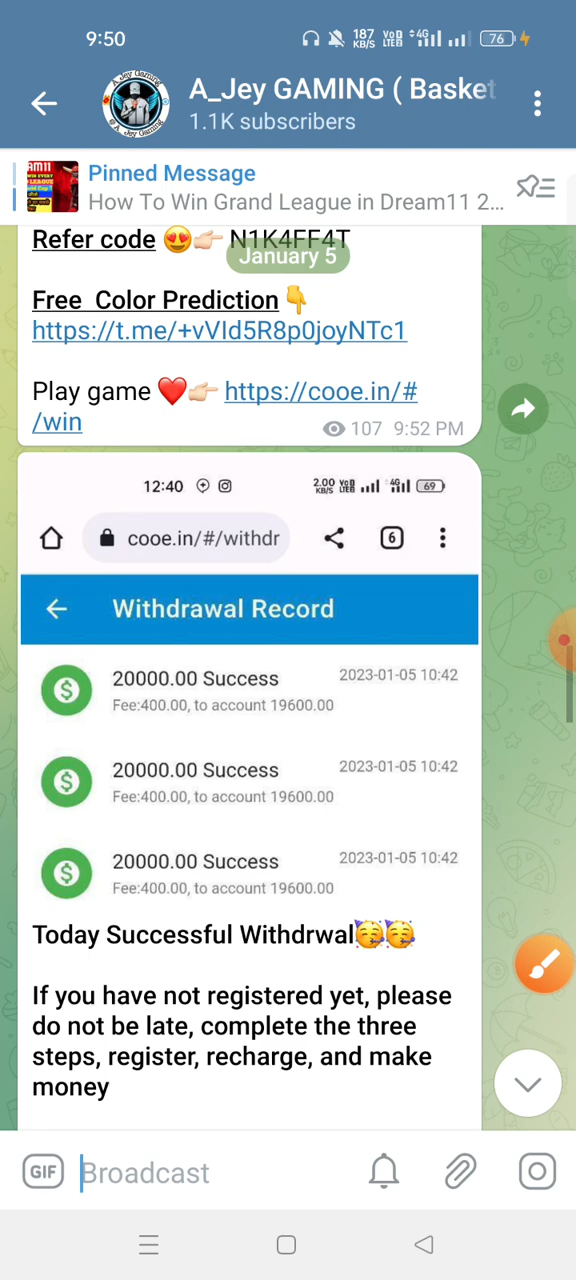 9:50
187 KB/S VoD LTE 4G 76
A_Jey GAMING ( Basket
1.1K subscribers
Pinned Message
How To Win Grand League in Dream11 2...
Refer code 😍👉🏻 N1K4FF4T
January 5
Free Color Prediction👇
https://t.me/+vVId5R8p0joyNTc1
Play game ❤️👉🏻 https://cooe.in/#
/win
107 9:52 PM
12:40
2.00 KB/S 4G 69
cooe.in/#/withdr
6
Withdrawal Record
20000.00 Success 2023-01-05 10:42
Fee:400.00, to account 19600.00
20000.00 Success 2023-01-05 10:42
Fee:400.00, to account 19600.00
20000.00 Success 2023-01-05 10:42
Fee:400.00, to account 19600.00
Today Successful Withdrwal🥳🥳
If you have not registered yet, please
do not be late, complete the three
steps, register, recharge, and make
money
GIF Broadcast